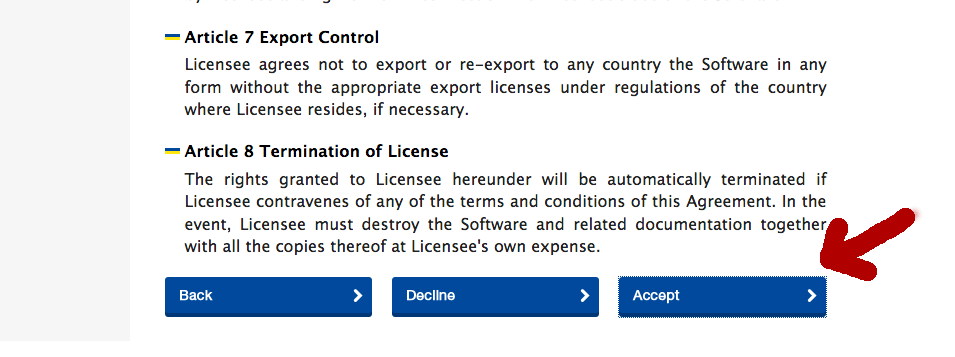 Article 7 Export Control
Licensee agrees not to export or re-export to any country the Software in any
form without the appropriate export licenses under regulations of the country
where Licensee resides, if necessary.
Article 8 Termination of License
The rights granted to Licensee hereunder will be automatically terminated if
Licensee contravenes of any of the terms and conditions of this Agreement. In the
event, Licensee must destroy the Software and related documentation together
with all the copies thereof at Licensee's own expense.
Back
Decline
Accept